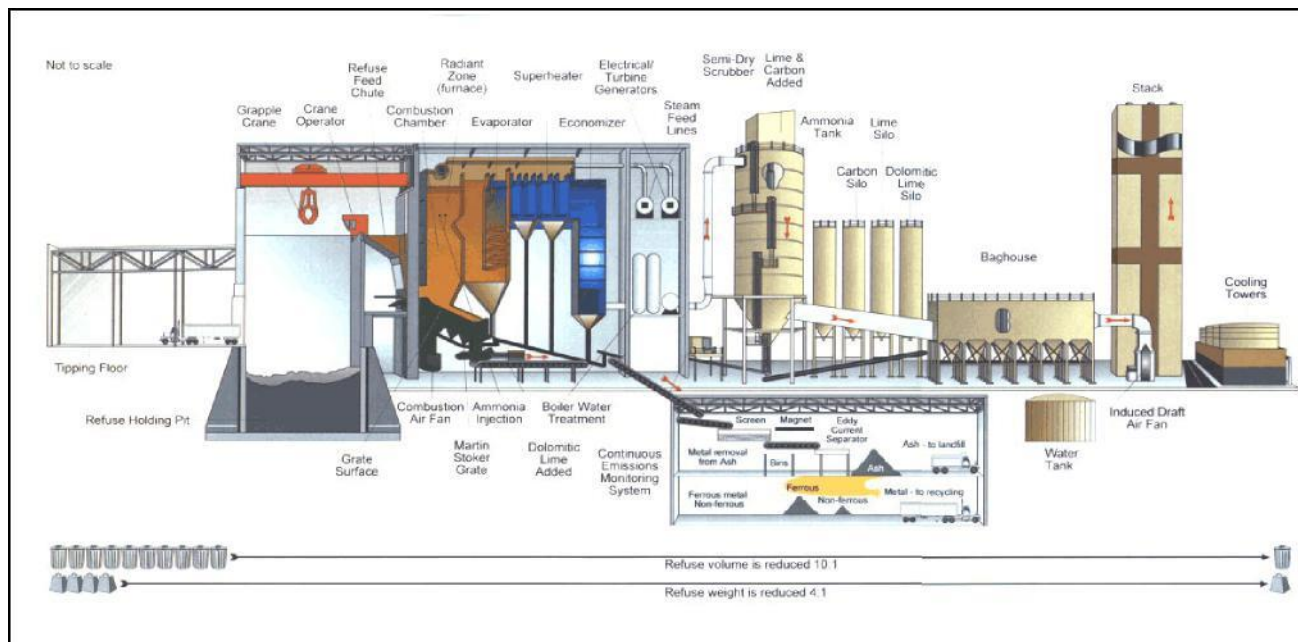 Not to scale
Grapple
Crane
Crane
Operator
Refuse
Feed
Chute
Combustion
Chamber
Radiant
Zone
(furnace)
Evaporator
Superheater
Economizer
Electrical/
Turbine
Generators
Steam
Feed
Lines
Semi-Dry
Scrubber
Lime &
Carbon
Added
Ammonia
Tank
Carbon
Silo
Lime
Silo
Dolomitic
Lime
Silo
Baghouse
Stack
Cooling
Towers
Tipping Floor
Refuse Holding Pit
Grate
Surface
Combustion
Air Fan
Martin
Stoker
Grate
Ammonia
Injection
Dolomitic
Lime
Added
Boiler Water
Treatment
Continuous
Emissions
Monitoring
System
Screen
Magnet
Eddy
Current
Separator
Metal removal
from Ash
Bins
Ash
Ash - to landfill
Ferrous metal
Non-ferrous
Ferrous
Non-ferrous
Metal - to recycling
Water
Tank
Induced Draft
Air Fan
Refuse volume is reduced 10.1
Refuse weight is reduced 4.1